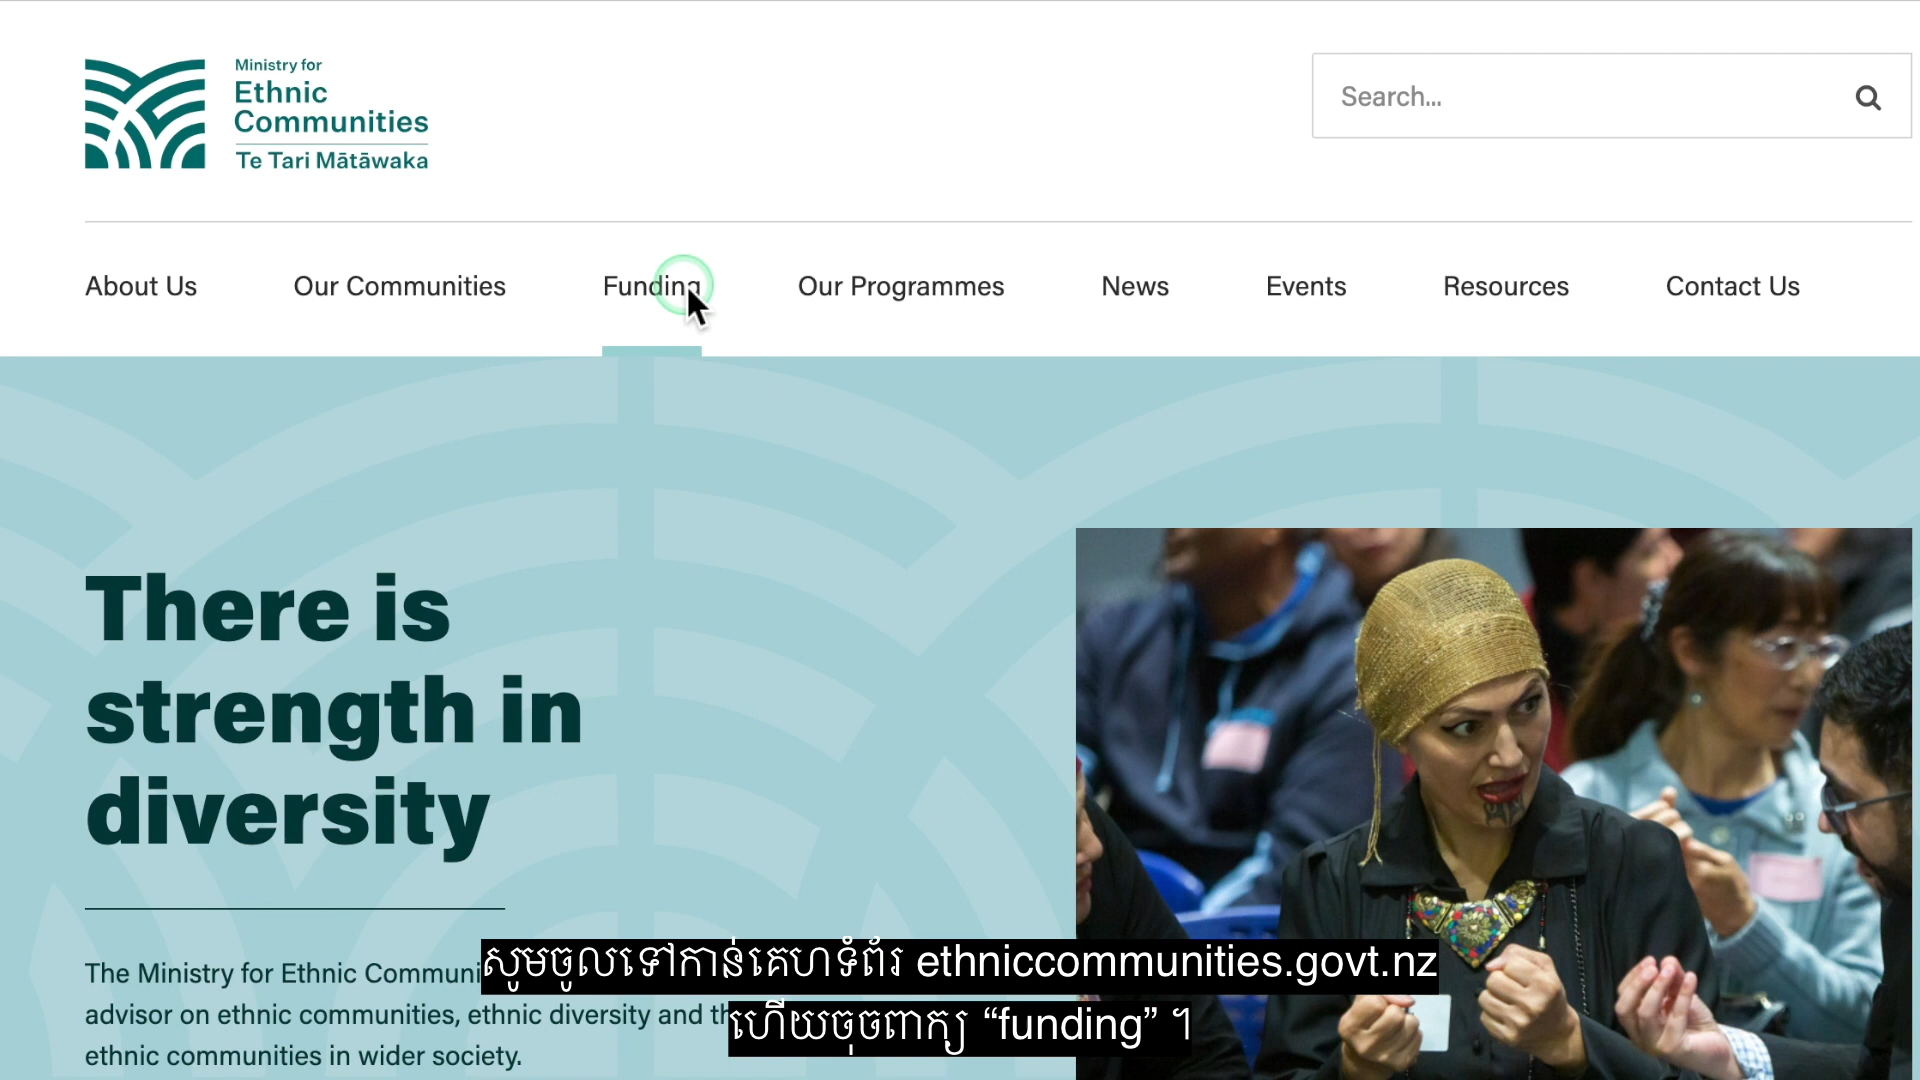 Ministry for
Ethnic
Communities
Te Tari Mātāwaka
Search...
About Us
Our Communities
Funding
Our Programmes
News
Events
Resources
Contact Us
There is
strength in
diversity
The Ministry for Ethnic
advisor on ethnic communities, ethnic diversity and
ethnic communities in wider society.
សូមចូលទៅកាន់គេហទំព័រ ethniccommunities.govt.nz
ហើយចុចពាក្យ “funding” ។